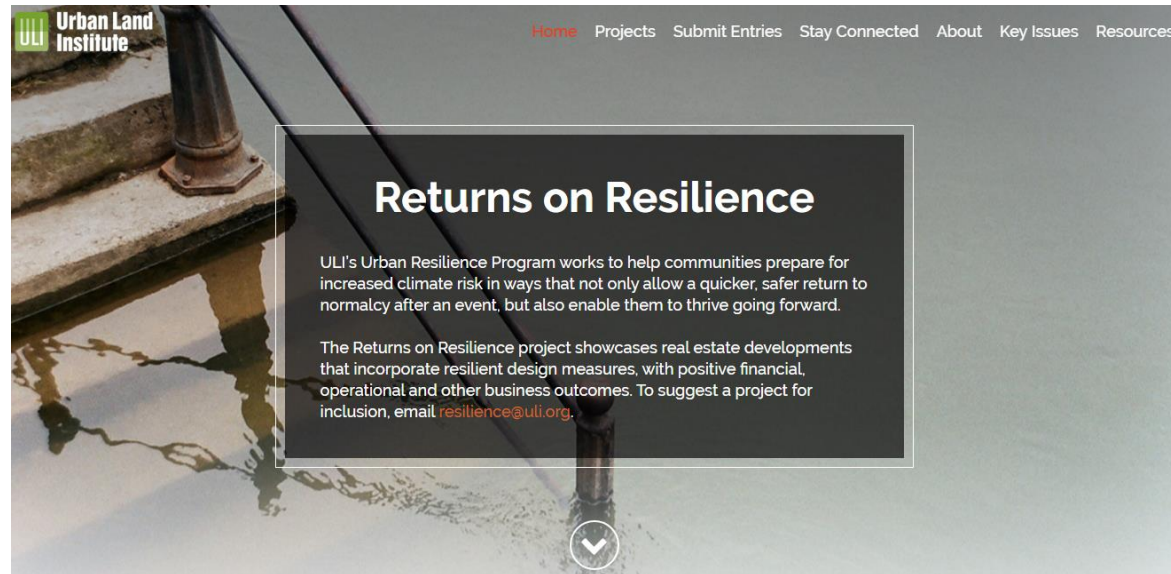 Urban Land
Institute
ULI
Home Projects Submit Entries Stay Connected About Key Issues Resources
Returns on Resilience
ULI's Urban Resilience Program works to help communities prepare for
increased climate risk in ways that not only allow a quicker, safer return to
normalcy after an event, but also enable them to thrive going forward.
The Returns on Resilience project showcases real estate developments
that incorporate resilient design measures, with positive financial,
operational and other business outcomes. To suggest a project for
inclusion, email resilience@uli.org.